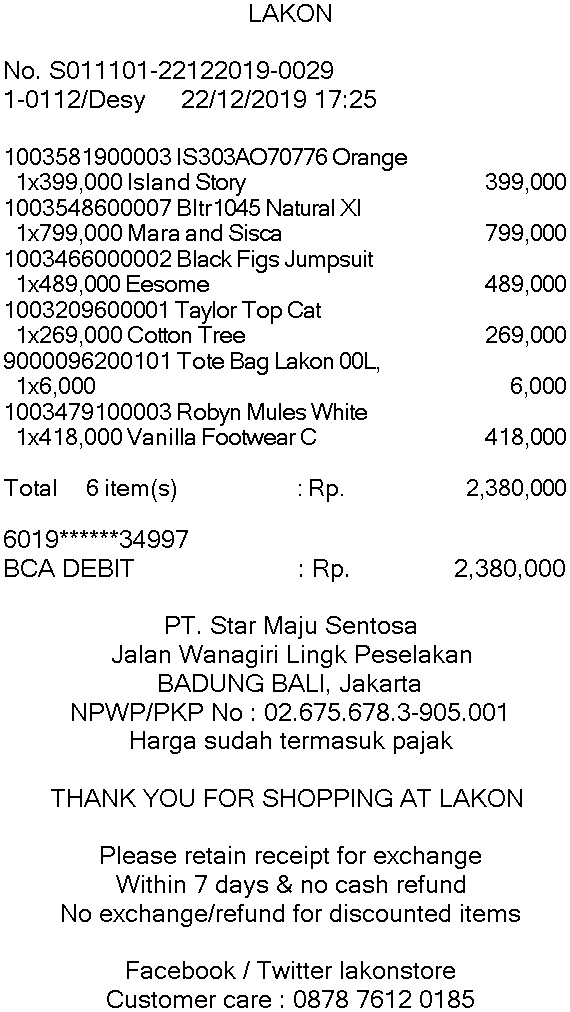 LAKON
No. S011101-22122019-0029
1-0112/Desy 22/12/2019 17:25
1003581900003 IS303AO70776 Orange
1x399,000 Island Story 399,000
1003548600007 Bltr1045 Natural Xl
1x799,000 Mara and Sisca 799,000
1003466000002 Black Figs Jumpsuit
1x489,000 Eesome 489,000
1003209600001 Taylor Top Cat
1x269,000 Cotton Tree 269,000
9000096200101 Tote Bag Lakon 00L,
1x6,000 6,000
1003479100003 Robyn Mules White
1x418,000 Vanilla Footwear C 418,000
Total 6 item(s) : Rp. 2,380,000
6019******34997
BCA DEBIT : Rp. 2,380,000
PT. Star Maju Sentosa
Jalan Wanagiri Lingk Peselakan
BADUNG BALI, Jakarta
NPWP/PKP No : 02.675.678.3-905.001
Harga sudah termasuk pajak
THANK YOU FOR SHOPPING AT LAKON
Please retain receipt for exchange
Within 7 days & no cash refund
No exchange/refund for discounted items
Facebook / Twitter lakonstore
Customer care : 0878 7612 0185